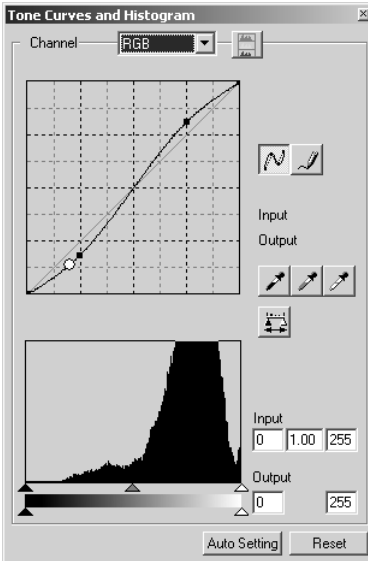 Tone Curves and Histogram
Channel RGB
Input
Output
Input
0 1.00 255
Output
0 255
Auto Setting Reset